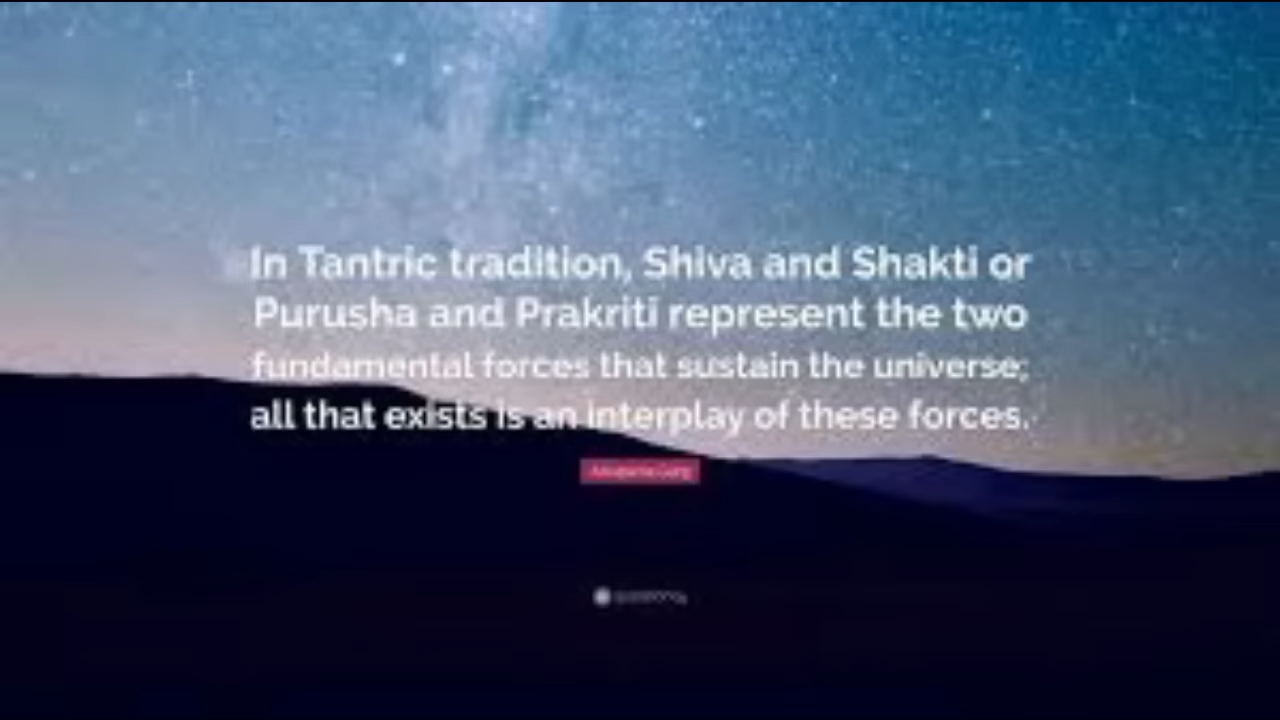 In Tantric tradition, Shiva and Shakti or
Purusha and Prakriti represent the two
fundamental forces that sustain the universe;
all that exists is an interplay of these forces.